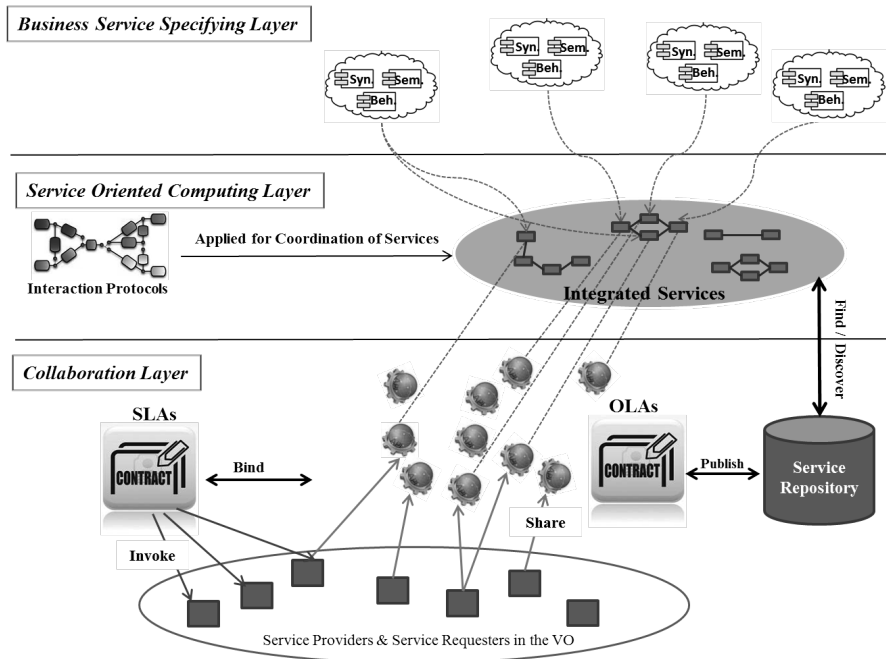 Business Service Specifying Layer
Syn.
Sem.
Beh.
Syn.
Sem.
Beh.
Syn.
Sem.
Beh.
Syn.
Sem.
Beh.
Service Oriented Computing Layer
Interaction Protocols
Applied for Coordination of Services
Integrated Services
Find / Discover
Collaboration Layer
SLAs
CONTRACT
Bind
OLAs
CONTRACT
Publish
Service
Repository
Share
Invoke
Service Providers & Service Requesters in the VO